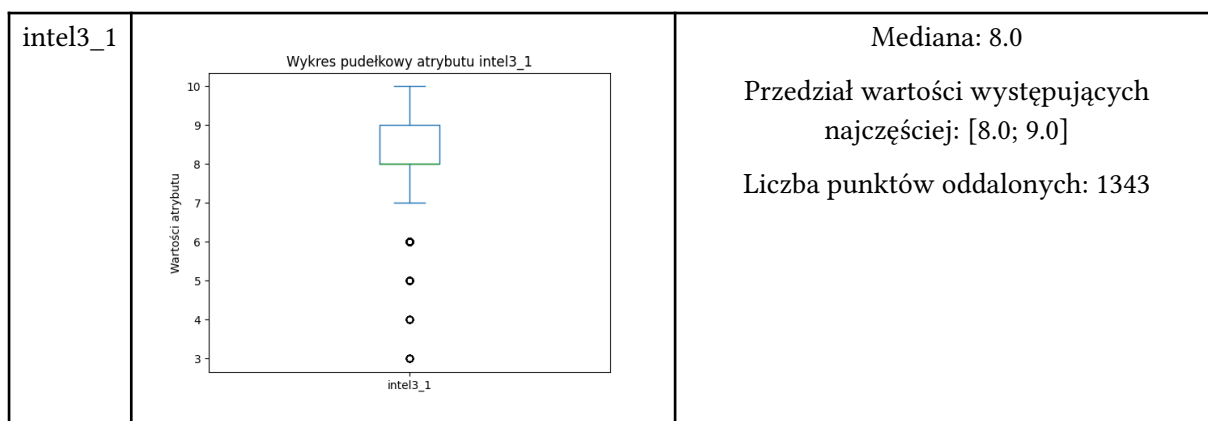 intel3_1
Wykres pudełkowy atrybutu intel3_1
Wartości atrybutu
10
9
8
7
6
5
4
3
intel3_1
Mediana: 8.0
Przedział wartości występujących
najczęściej: [8.0; 9.0]
Liczba punktów oddalonych: 1343